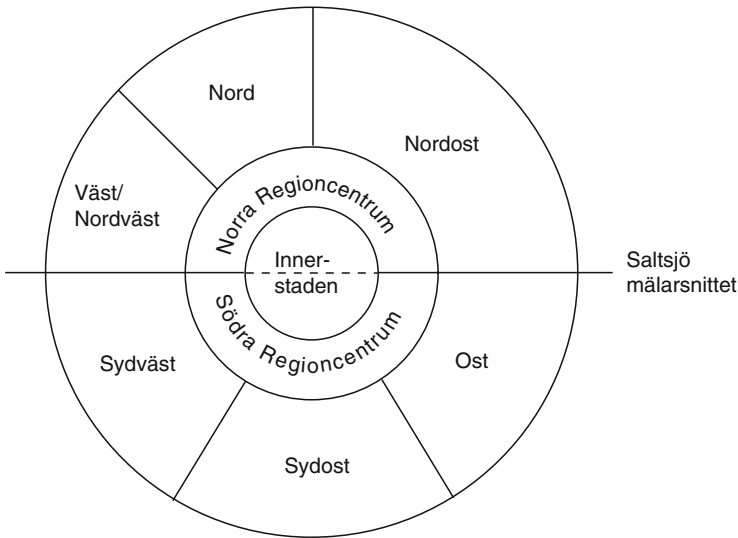 Nord
Nordost
Väst/
Nordväst
Norra Regioncentrum
Inner-
staden
Saltsjö
mälarsnittet
Södra Regioncentrum
Sydväst
Ost
Sydost